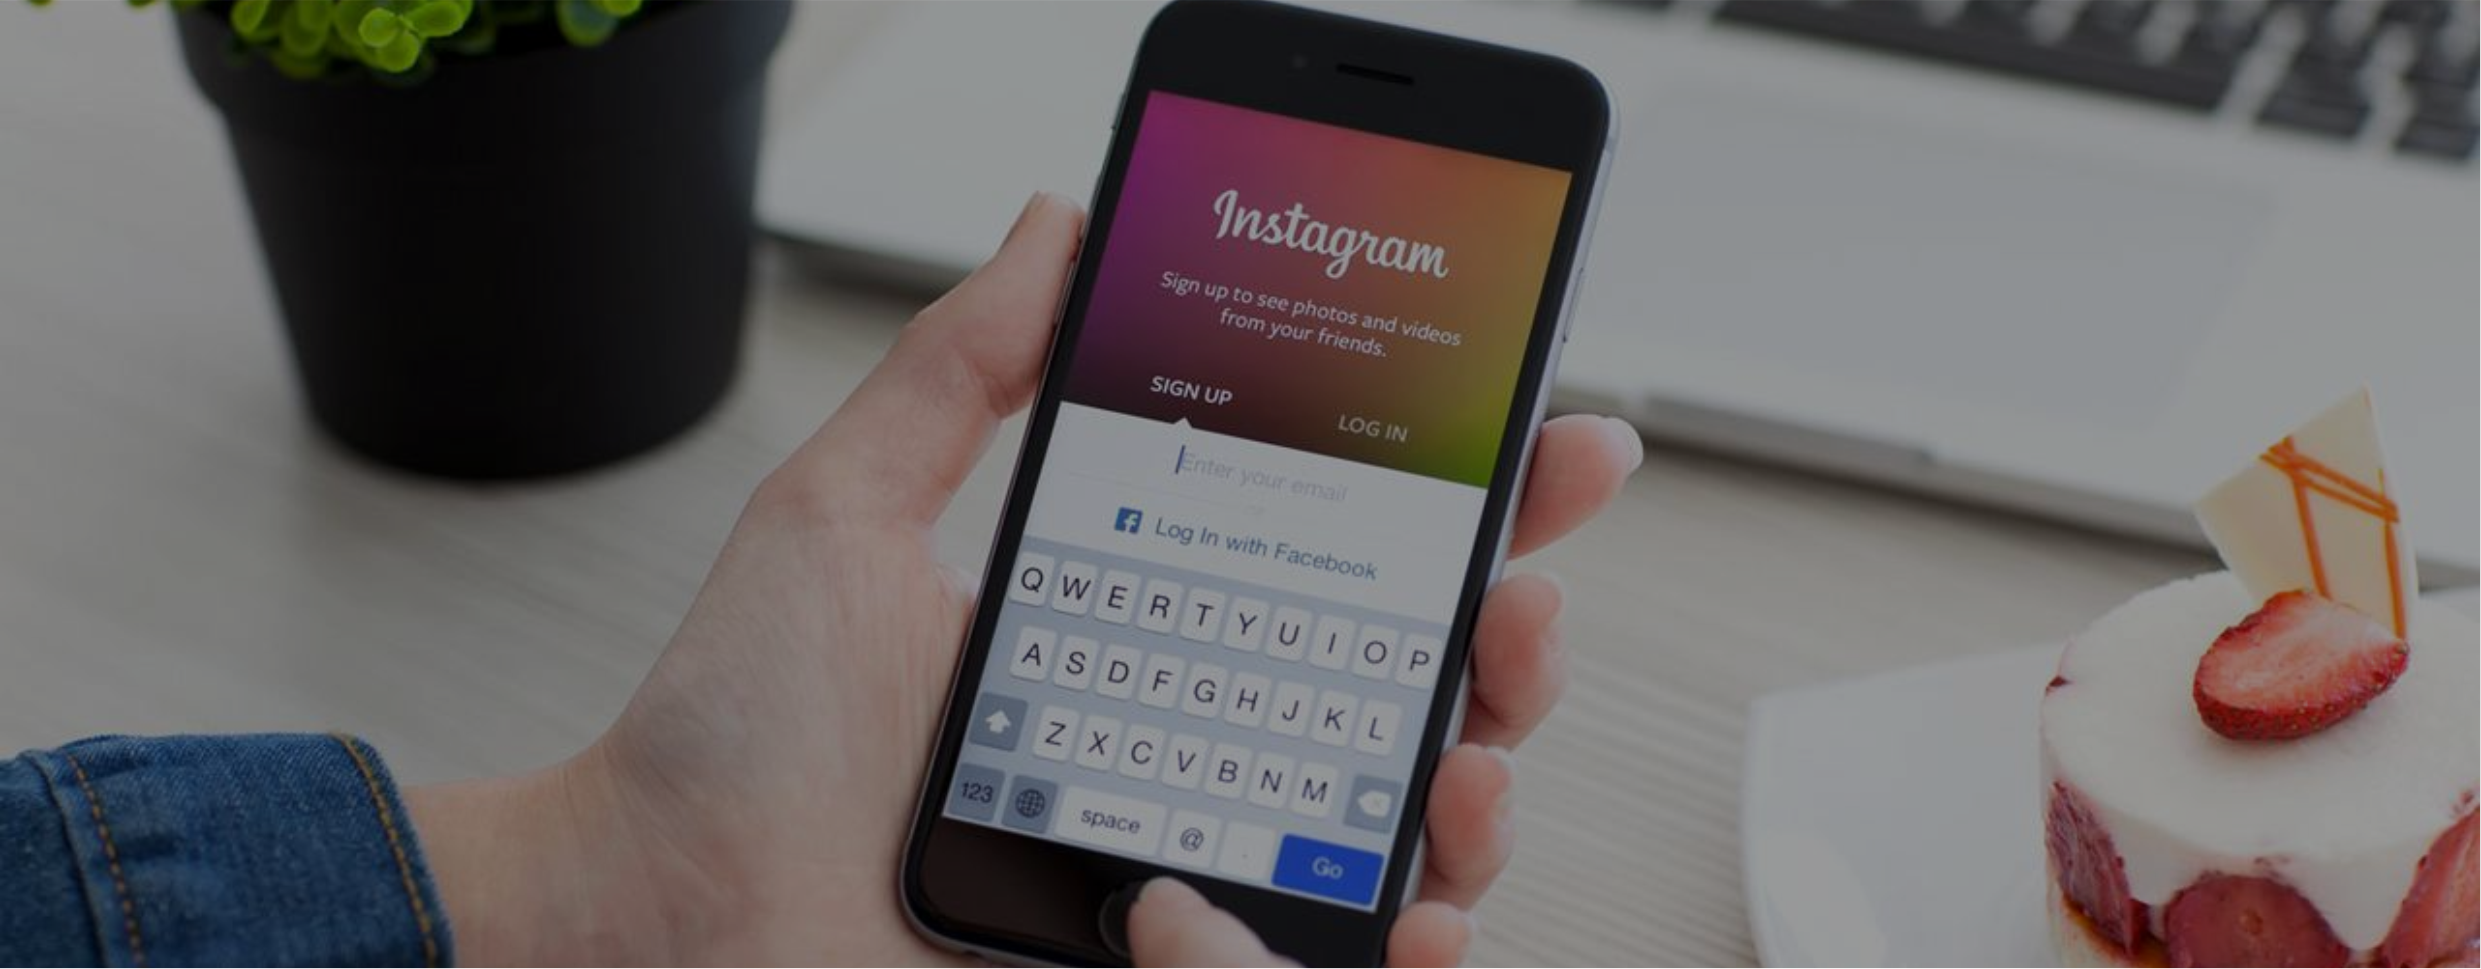 Instagram
Sign up to see photos and videos
from your friends.
SIGN UP
LOG IN
Enter your email
Log In with Facebook
Q W E R T Y U I O P
A S D F G H J K L
Z X C V B N M
123 space @ . Go